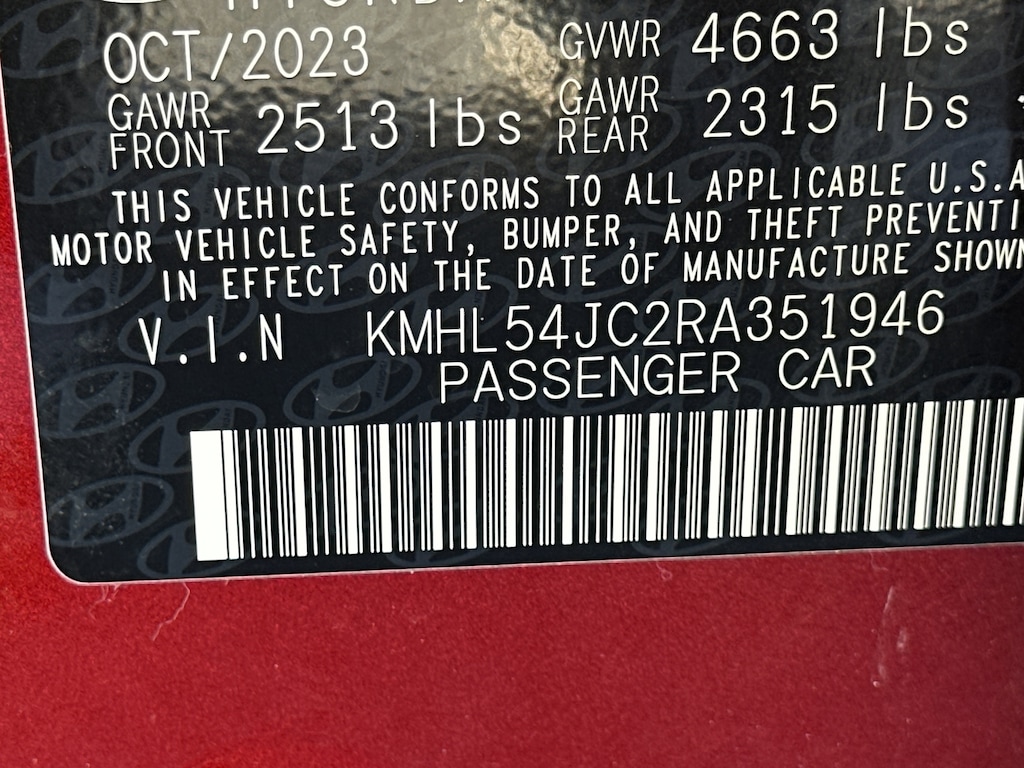 OCT/2023 GVWR 4663 lbs
GAWR FRONT 2513 lbs GAWR REAR 2315 lbs
THIS VEHICLE CONFORMS TO ALL APPLICABLE U.S.A
MOTOR VEHICLE SAFETY, BUMPER, AND THEFT PREVENTI
IN EFFECT ON THE DATE OF MANUFACTURE SHOWN
V.I.N KMHL54JC2RA351946
PASSENGER CAR